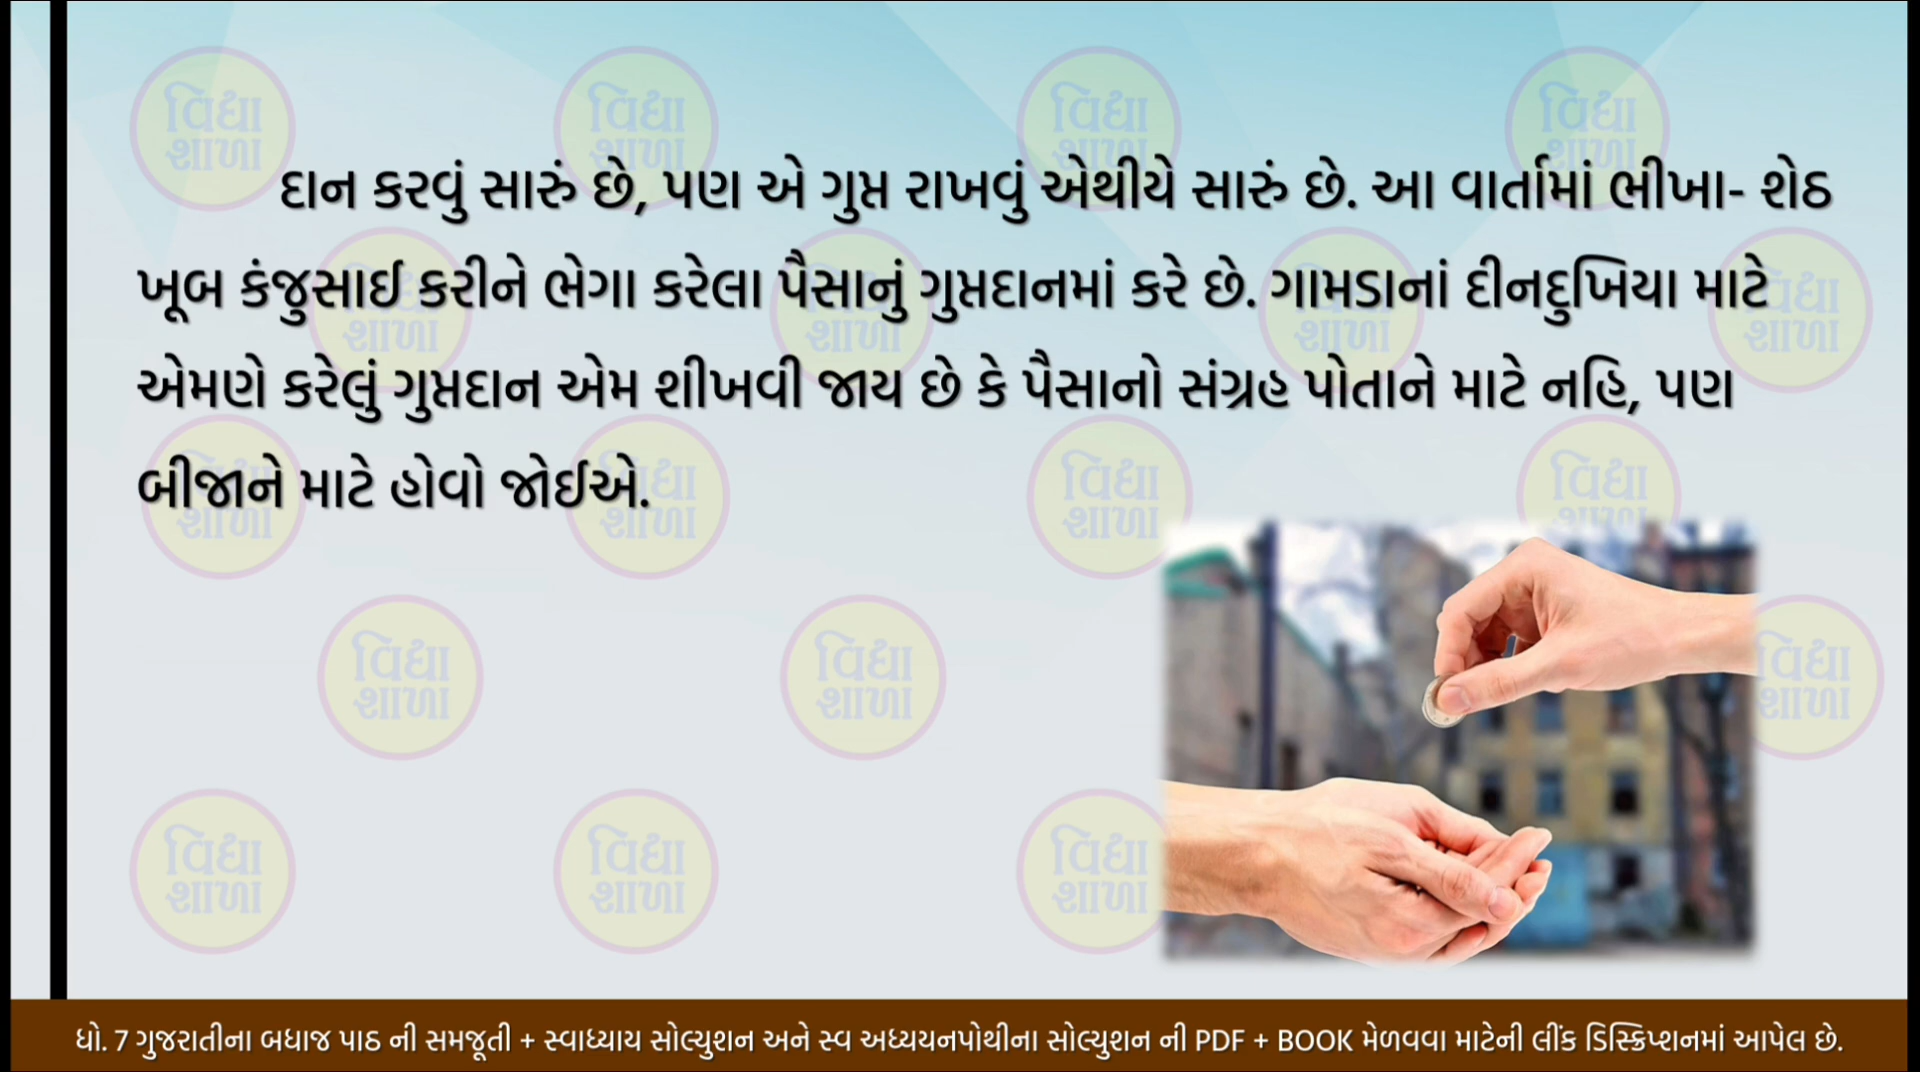 દાન કરવું સારું છે, પણ એ ગુપ્ત રાખવું એથીયે સારું છે. આ વાર્તામાં ભીખા- શેઠ
ખૂબ કંજુસાઈ કરીને ભેગા કરેલા પૈસાનું ગુપ્તદાનમાં કરે છે. ગામડાનાં દીનદુખિયા માટે
એમણે કરેલું ગુપ્તદાન એમ શીખવી જાય છે કે પૈસાનો સંગ્રહ પોતાને માટે નહિ, પણ
બીજાને માટે હોવો જોઈએ.
વિદ્યા
શાળા
ધો. 7 ગુજરાતીના બધાજ પાઠ ની સમજૂતી + સ્વાધ્યાય સોલ્યુશન અને સ્વ અધ્યયનપોથીના સોલ્યુશન ની PDF + BOOK મેળવવા માટેની લીંક ડિસ્ક્રિપ્શનમાં આપેલ છે.